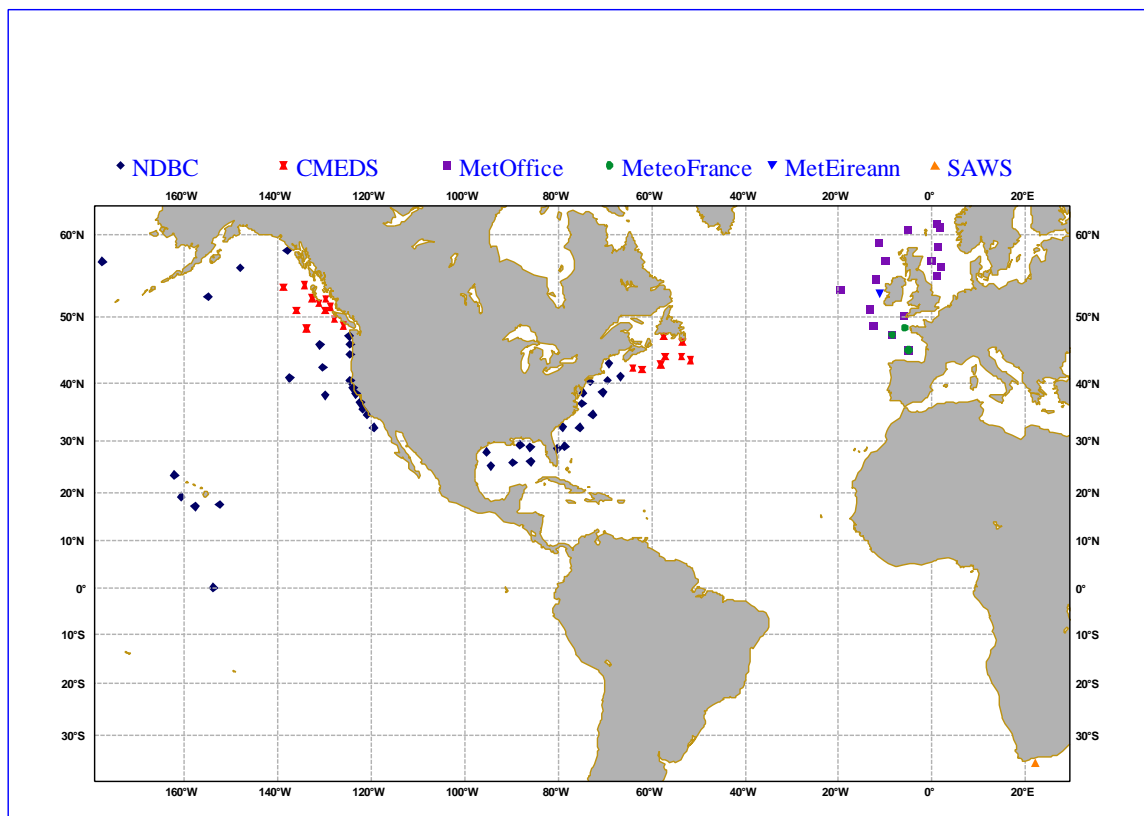 NDBC CMEDS MetOffice MeteoFrance MetEireann SAWS
160°W 140°W 120°W 100°W 80°W 60°W 40°W 20°W 0° 20°E
60°N 60°N
50°N 50°N
40°N 40°N
30°N 30°N
20°N 20°N
10°N 10°N
0° 0°
10°S 10°S
20°S 20°S
30°S 30°S
160°W 140°W 120°W 100°W 80°W 60°W 40°W 20°W 0° 20°E